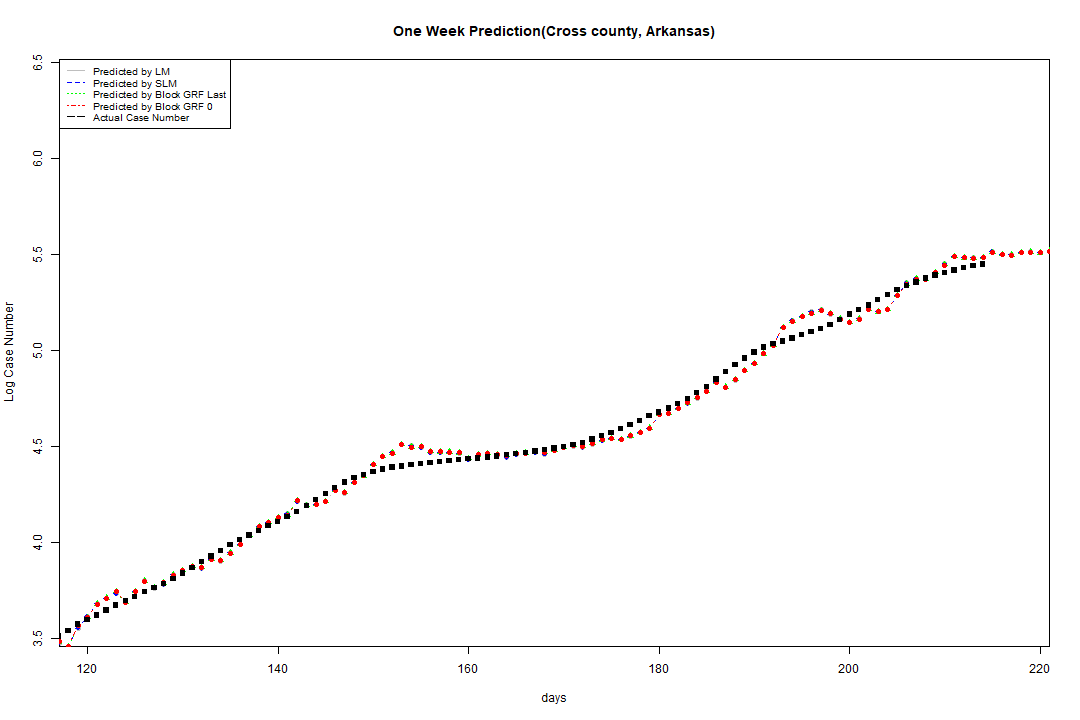 One Week Prediction(Cross county, Arkansas)
Predicted by LM
Predicted by SLM
Predicted by Block GRF Last
Predicted by Block GRF 0
Actual Case Number
6.5
6.0
5.5
5.0
4.5
4.0
3.5
Log Case Number
120 140 160 180 200 220
days